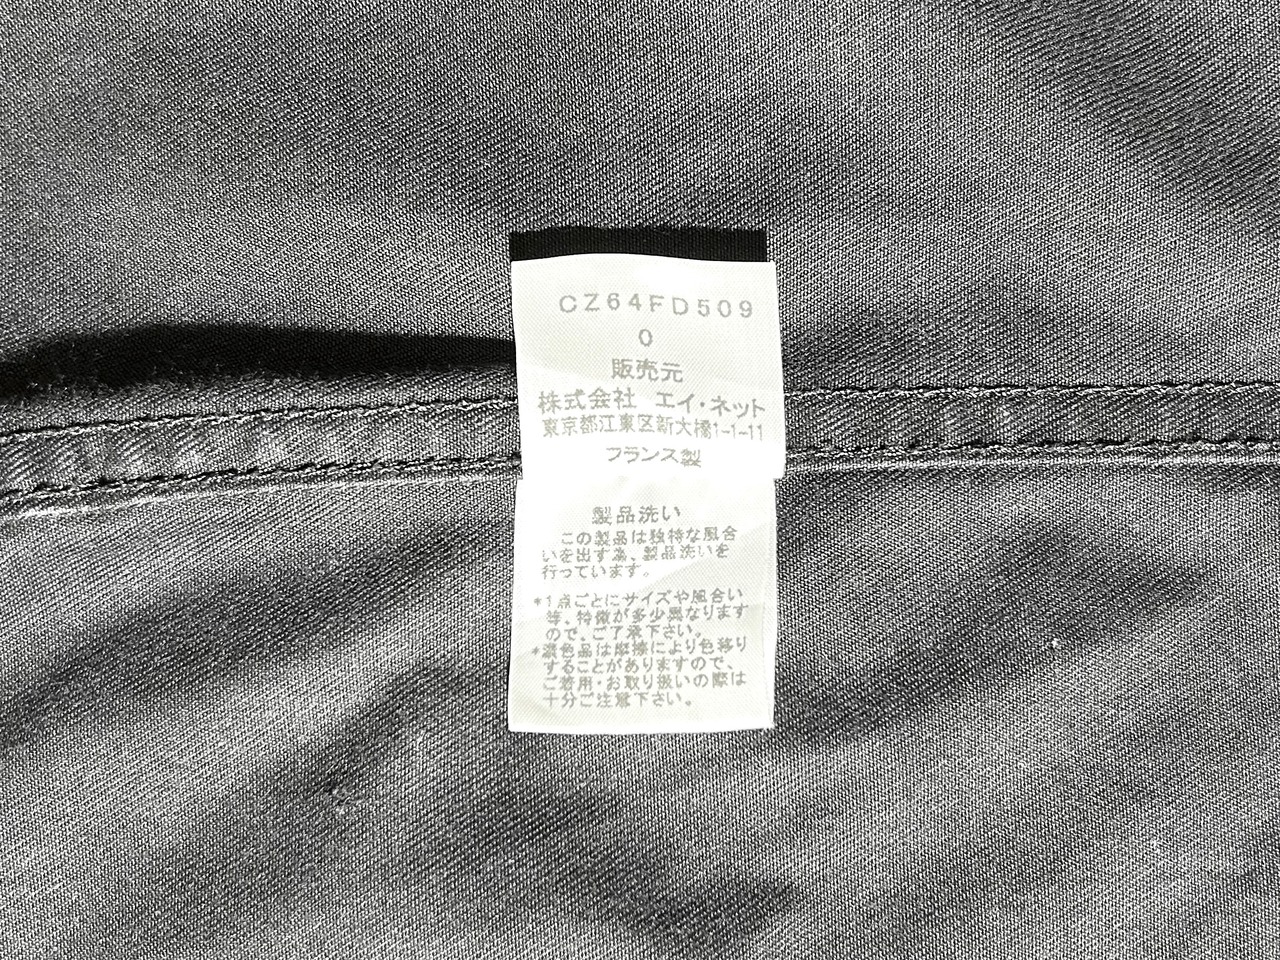 CZ64FD509
0
販売元
株式会社 エイ・ネット
東京都江東区新大橋1-1-11
フランス製
製品洗い
この製品は独特な風合
いを出す為、製品洗いを
行っています。
*1点ごとにサイズや風合い
等、特徴が多少異なります
ので、ご了承下さい。
*濃色品は摩擦により色移り
することがありますので、
ご着用・お取り扱いの際は
十分ご注意下さい。